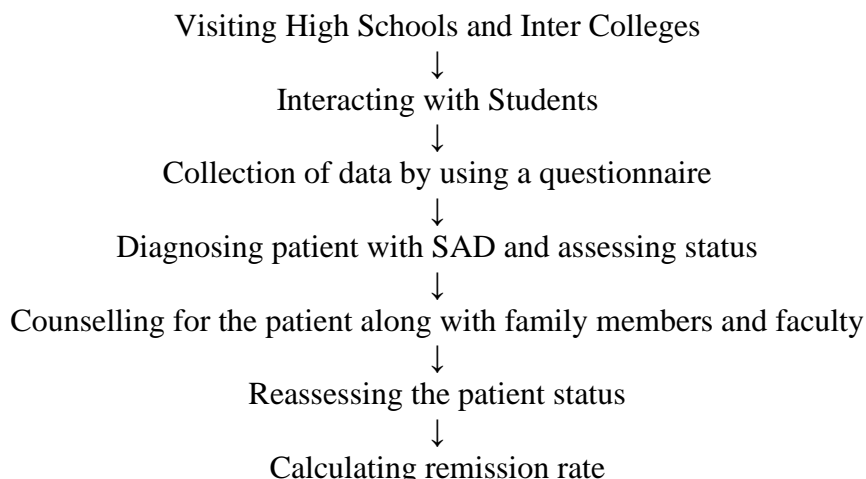 Visiting High Schools and Inter Colleges
↓
Interacting with Students
↓
Collection of data by using a questionnaire
↓
Diagnosing patient with SAD and assessing status
↓
Counselling for the patient along with family members and faculty
↓
Reassessing the patient status
↓
Calculating remission rate